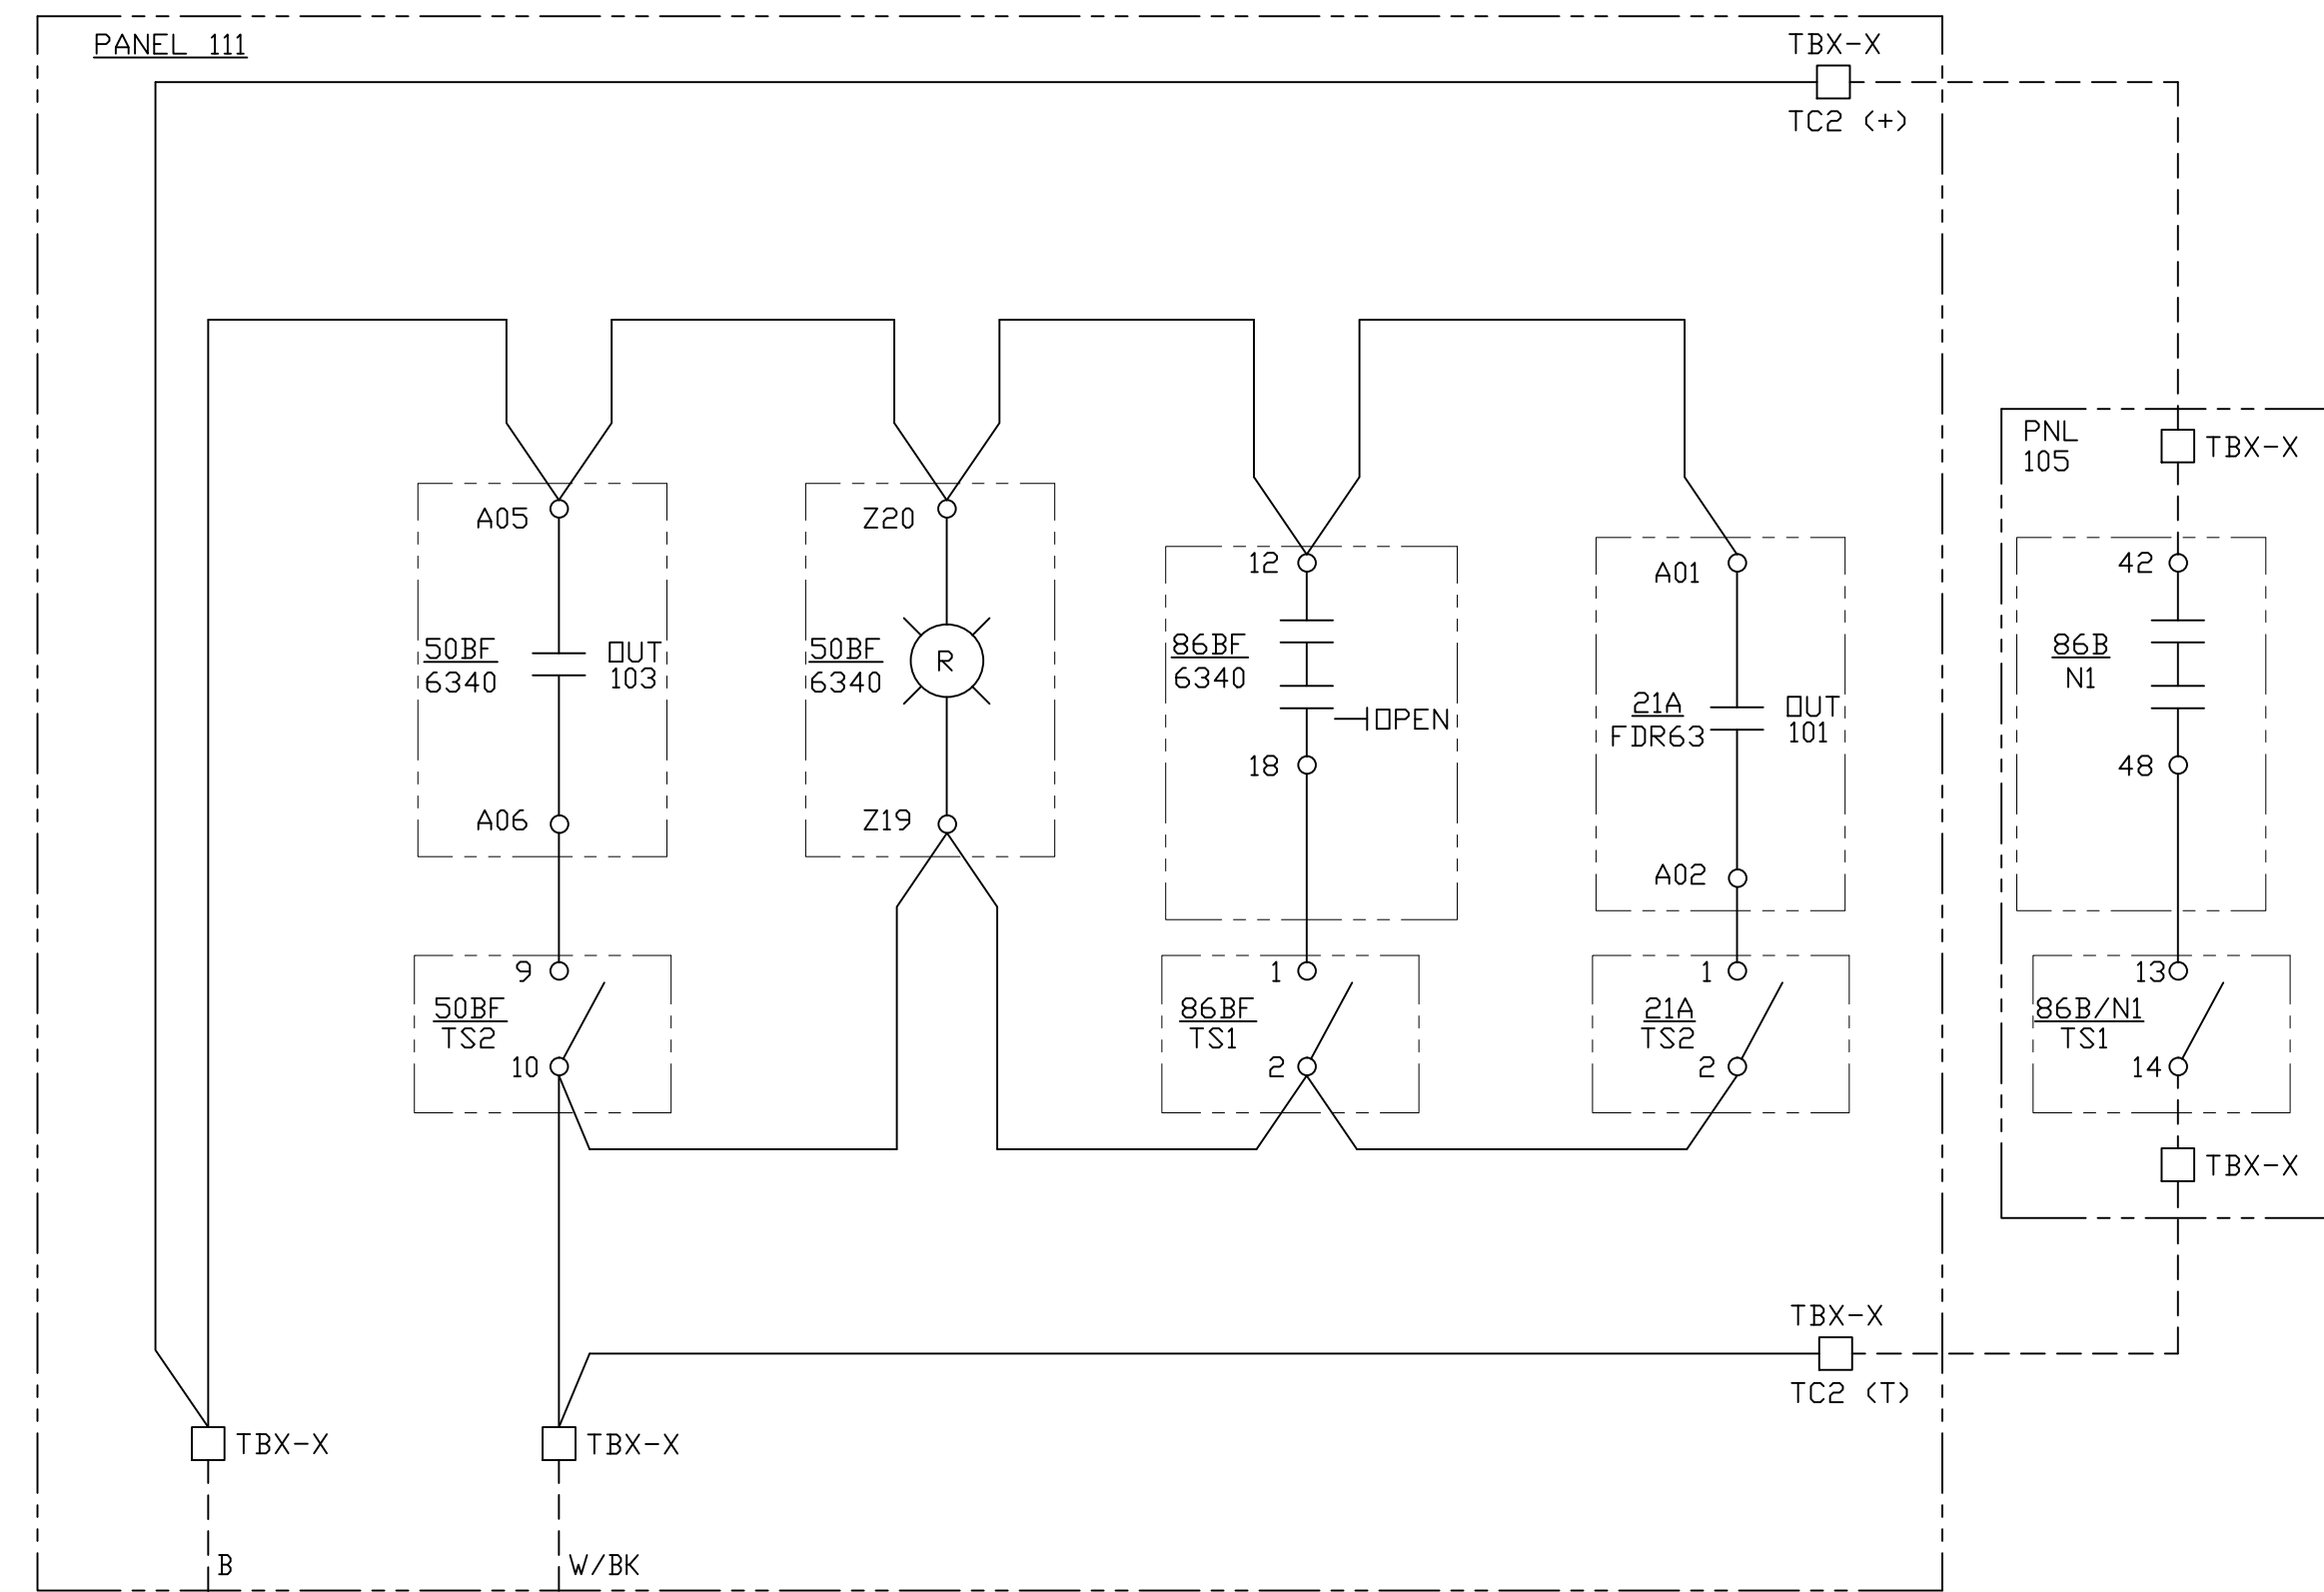 PANEL 111
TBX-X
TC2 (+)
PNL
105
TBX-X
A05
50BF
6340
OUT
103
A06
Z20
50BF
6340
R
Z19
12
86BF
6340
OPEN
18
A01
21A
FDR63
OUT
101
A02
42
86B
N1
48
9
50BF
TS2
10
1
86BF
TS1
2
1
21A
TS2
2
13
86B/N1
TS1
14
TBX-X
TBX-X
TC2 (T)
TBX-X
TBX-X
B
W/BK